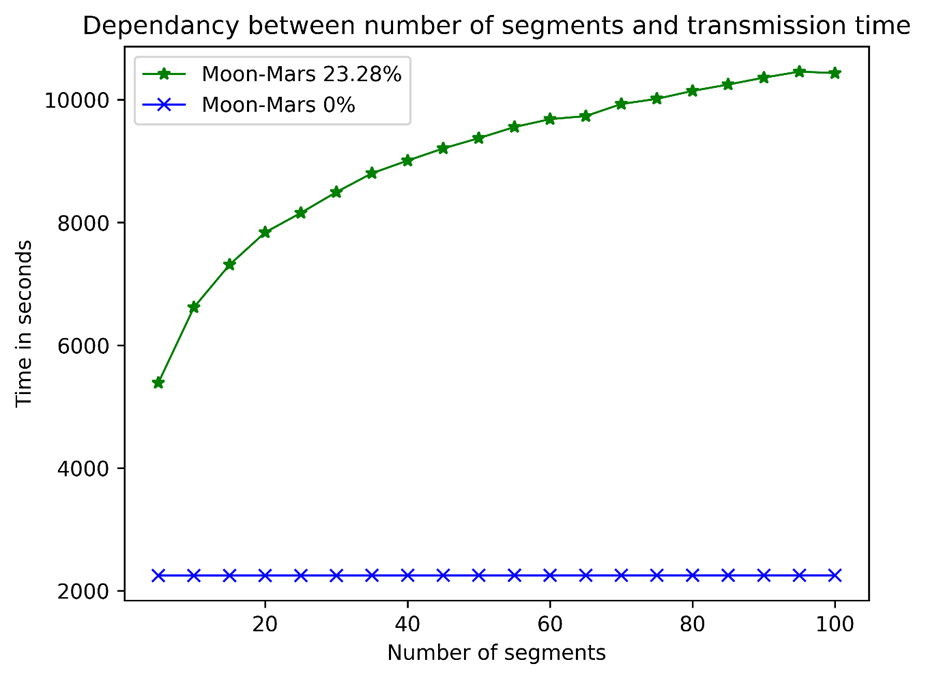 Dependancy between number of segments and transmission time
Moon-Mars 23.28%
Moon-Mars 0%
10000
8000
6000
4000
2000
Time in seconds
20 40 60 80 100
Number of segments